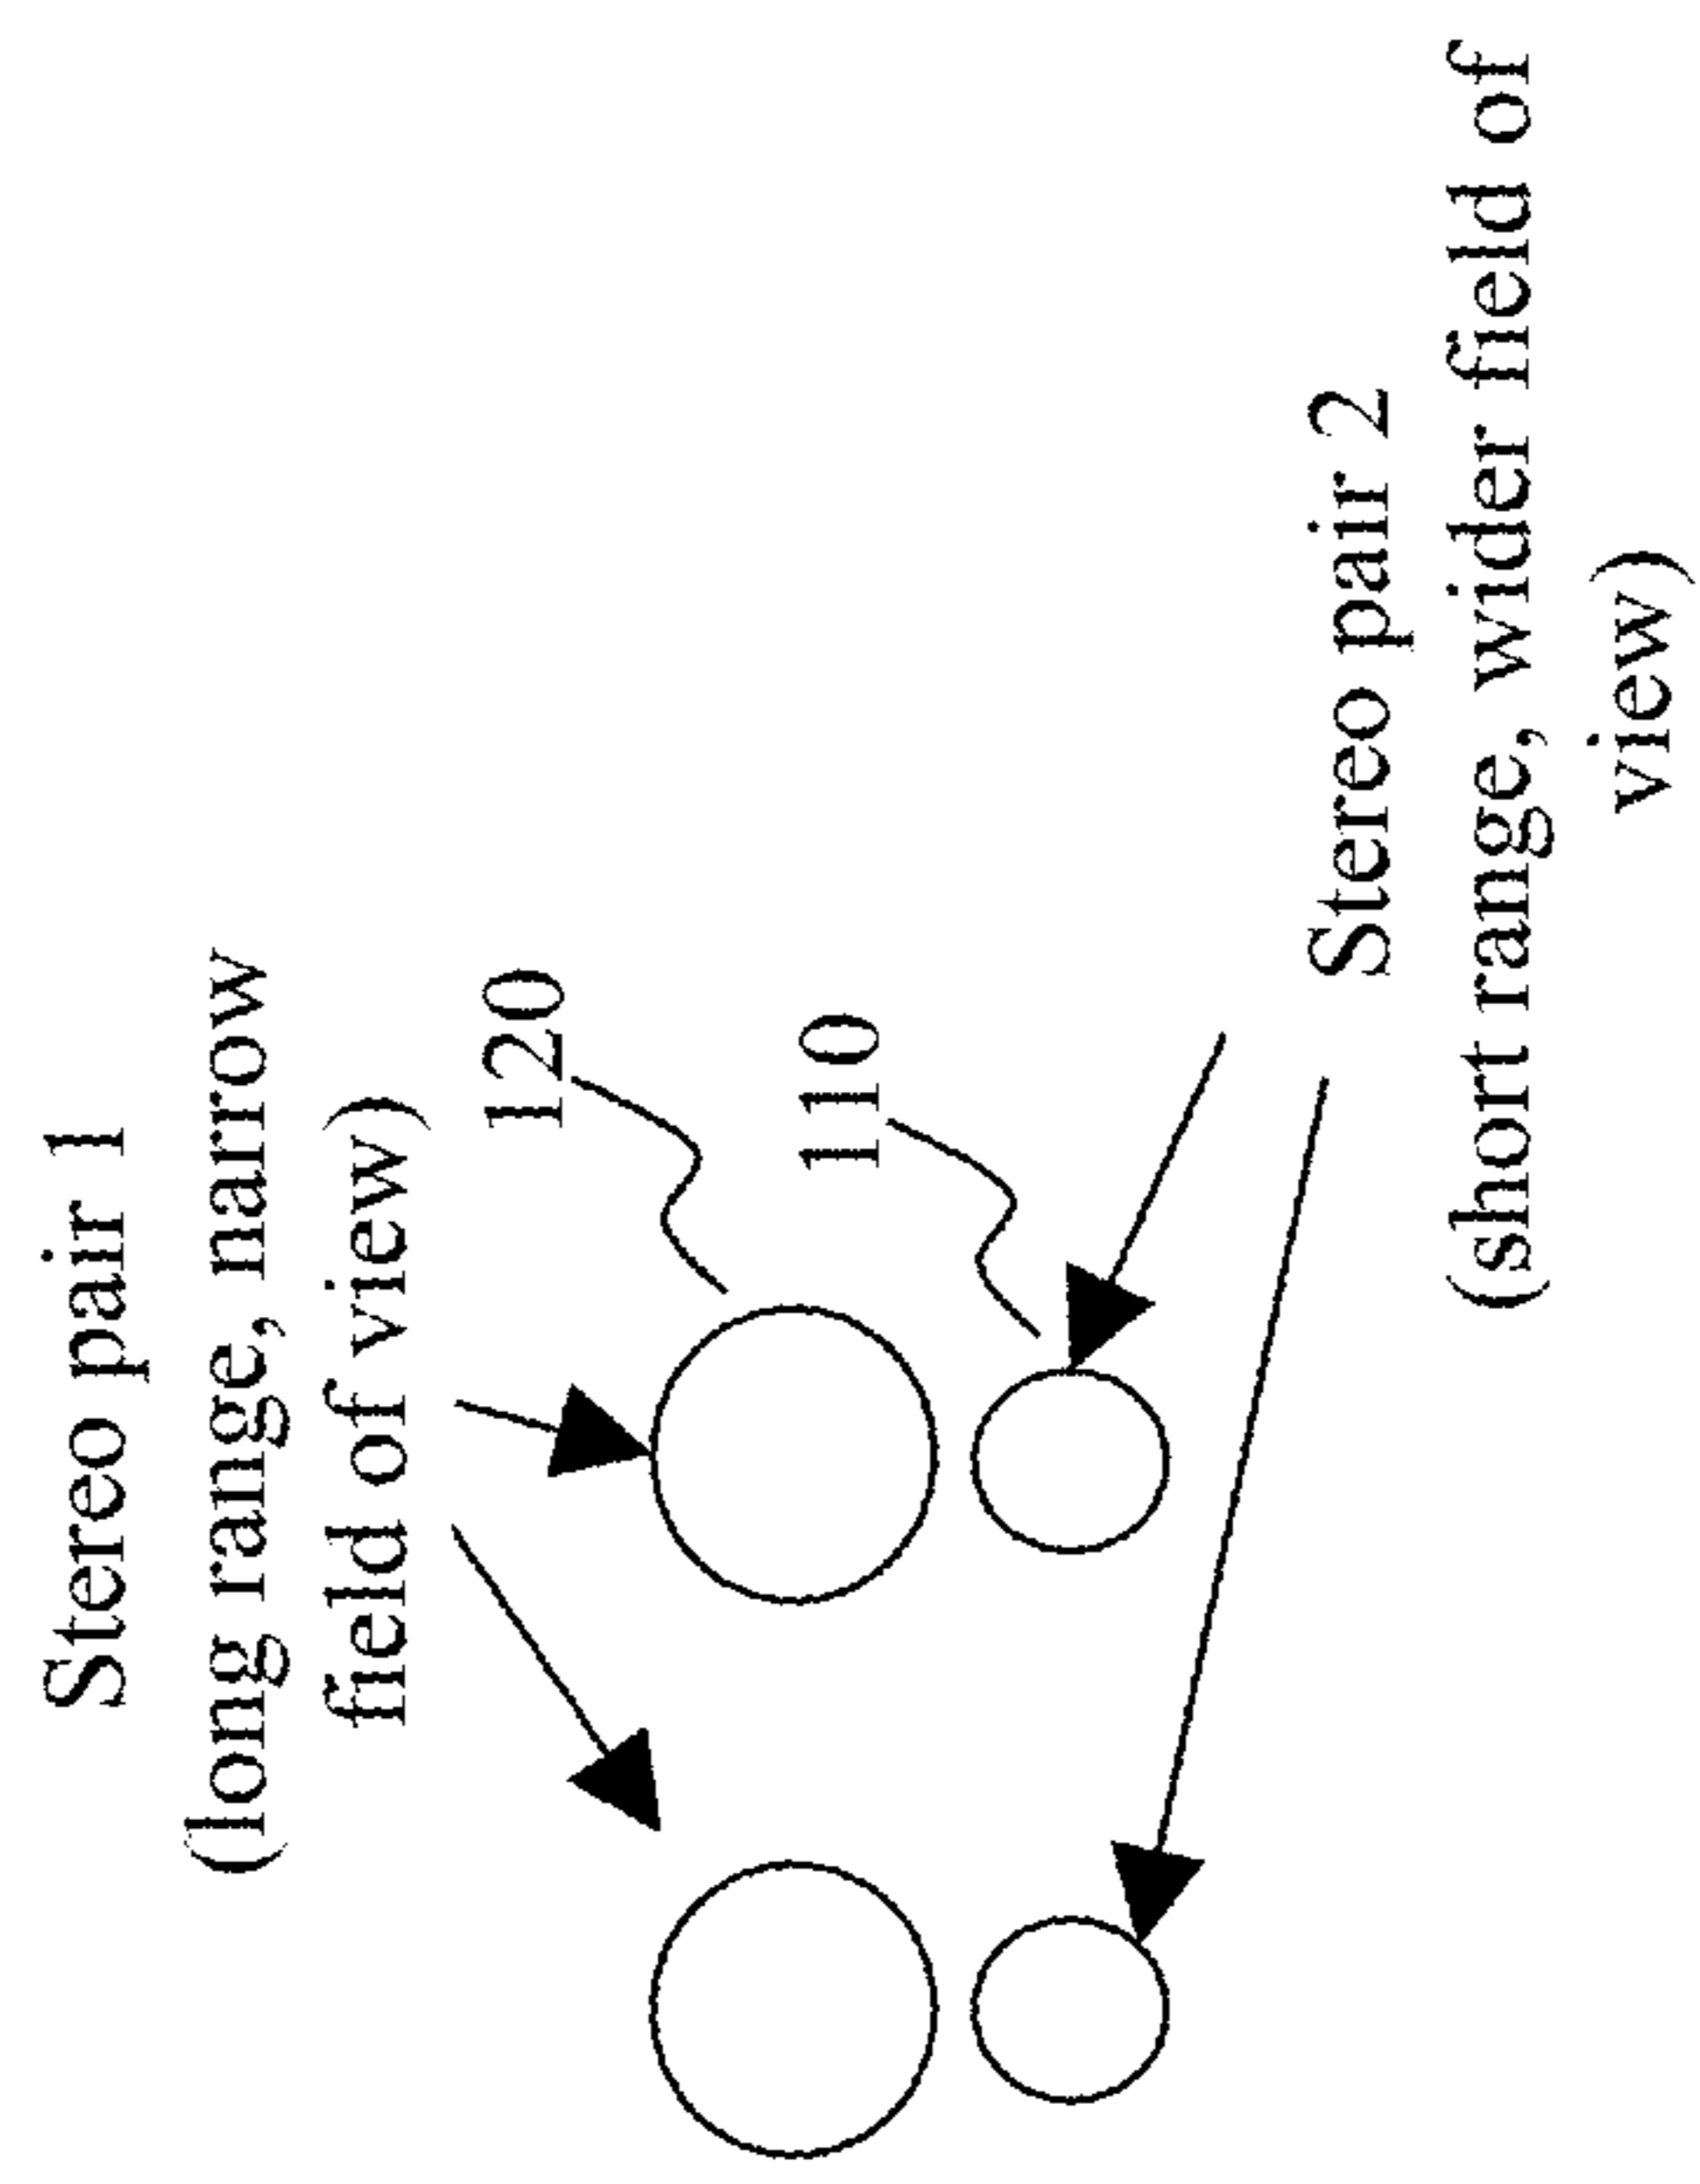 Stereo pair 1
(long range, narrow
field of view)
120
110
Stereo pair 2
(short range, wider field of
view)